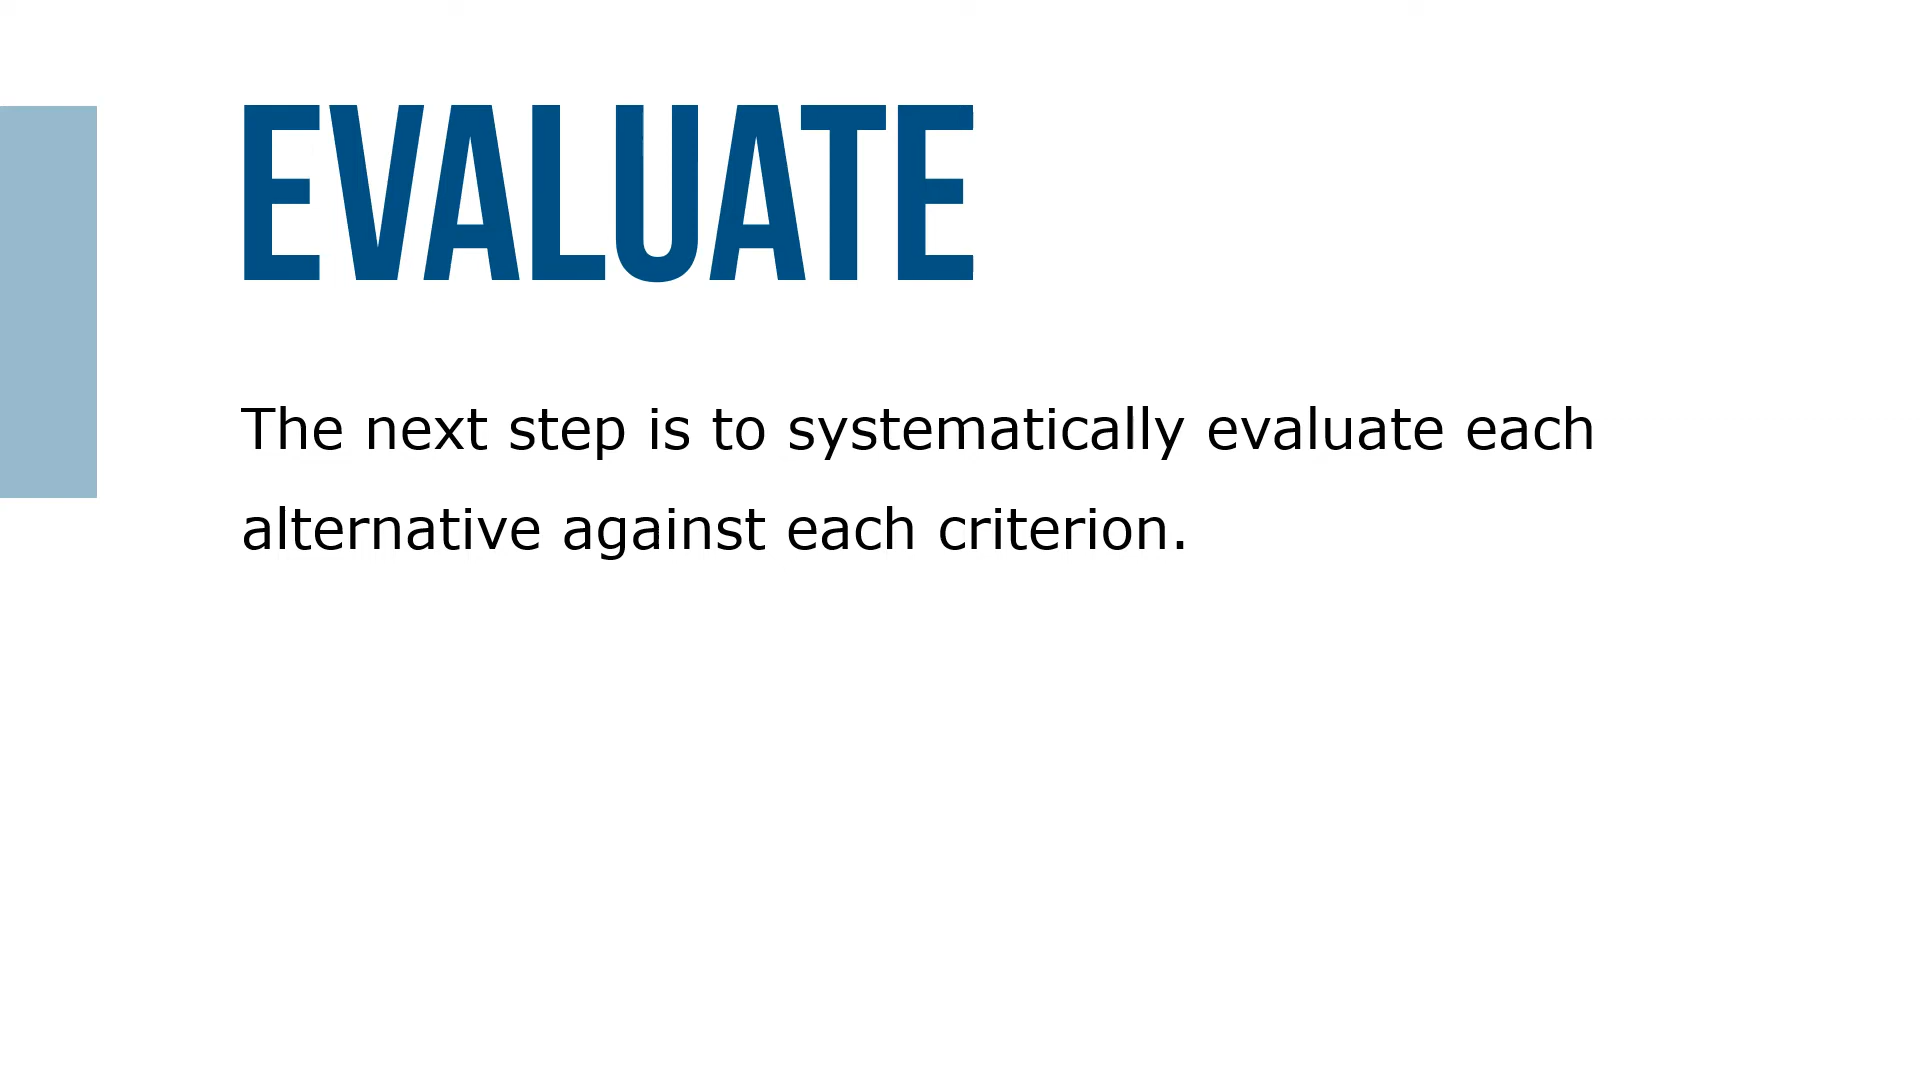 EVALUATE
The next step is to systematically evaluate each
alternative against each criterion.